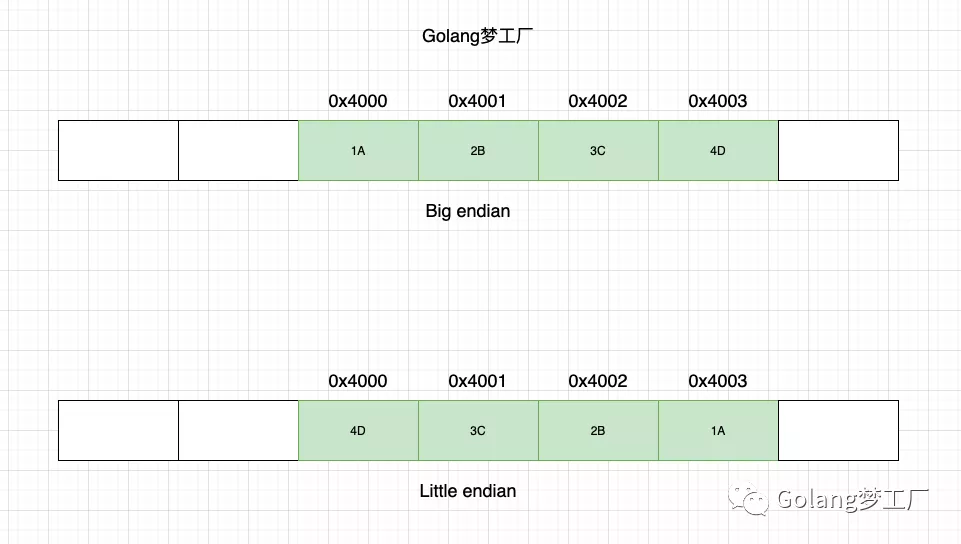 Golang梦工厂
0x4000 0x4001 0x4002 0x4003
1A 2B 3C 4D
Big endian
0x4000 0x4001 0x4002 0x4003
4D 3C 2B 1A
Little endian
Golang梦工厂